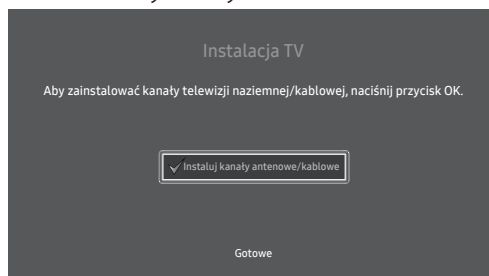 Instalacja TV
Aby zainstalować kanały telewizji naziemnej/kablowej, naciśnij przycisk OK.
Instaluj kanały antenowe/kablowe
Gotowe